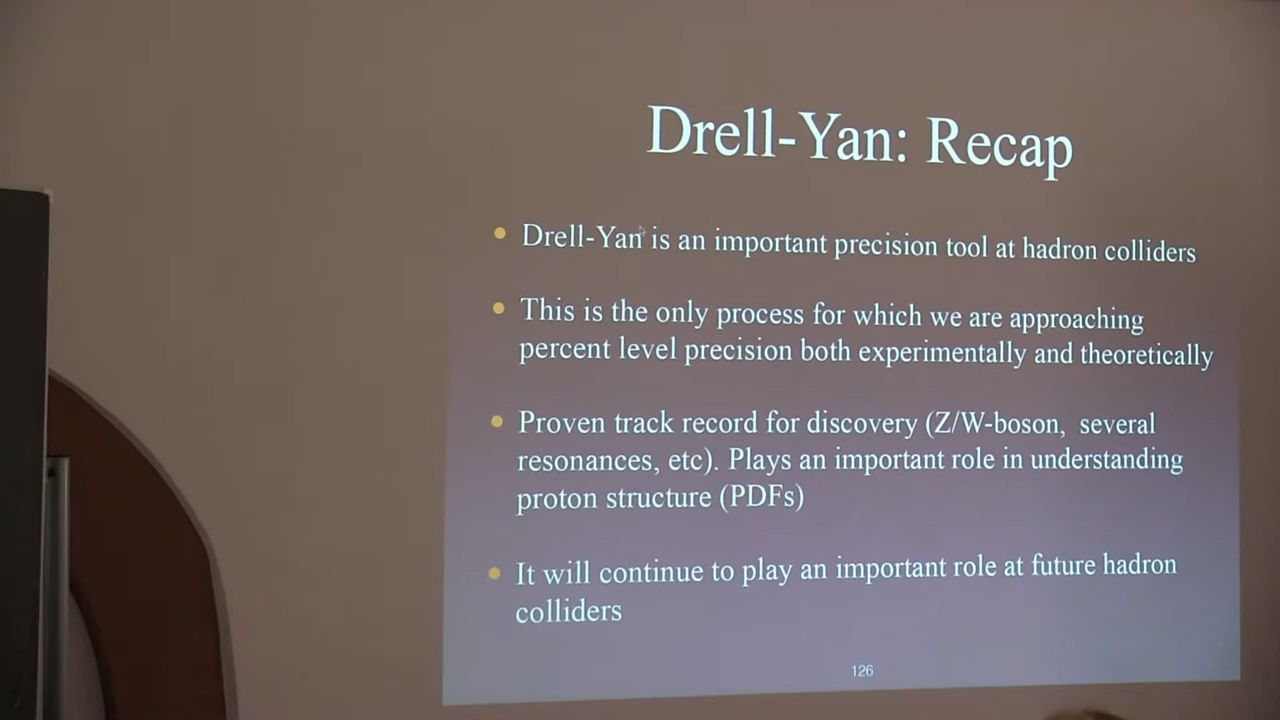 Drell-Yan: Recap
Drell-Yan is an important precision tool at hadron colliders
This is the only process for which we are approaching
percent level precision both experimentally and theoretically
Proven track record for discovery (Z/W-boson, several
resonances, etc). Plays an important role in understanding
proton structure (PDFs)
It will continue to play an important role at future hadron
colliders
126